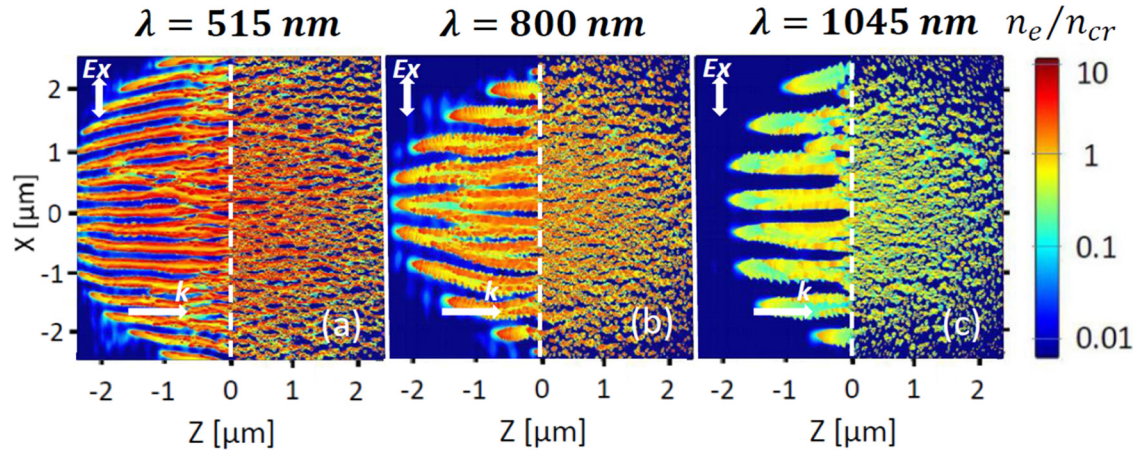 λ = 515 nm λ = 800 nm λ = 1045 nm n_e/n_cr
Ex Ex Ex
10
2
1
1
X [μm]
0
0.1
-1
k k k
-2
(a) (b) (c)
0.01
-2 -1 0 1 2 -2 -1 0 1 2 -2 -1 0 1 2
Z [μm] Z [μm] Z [μm]